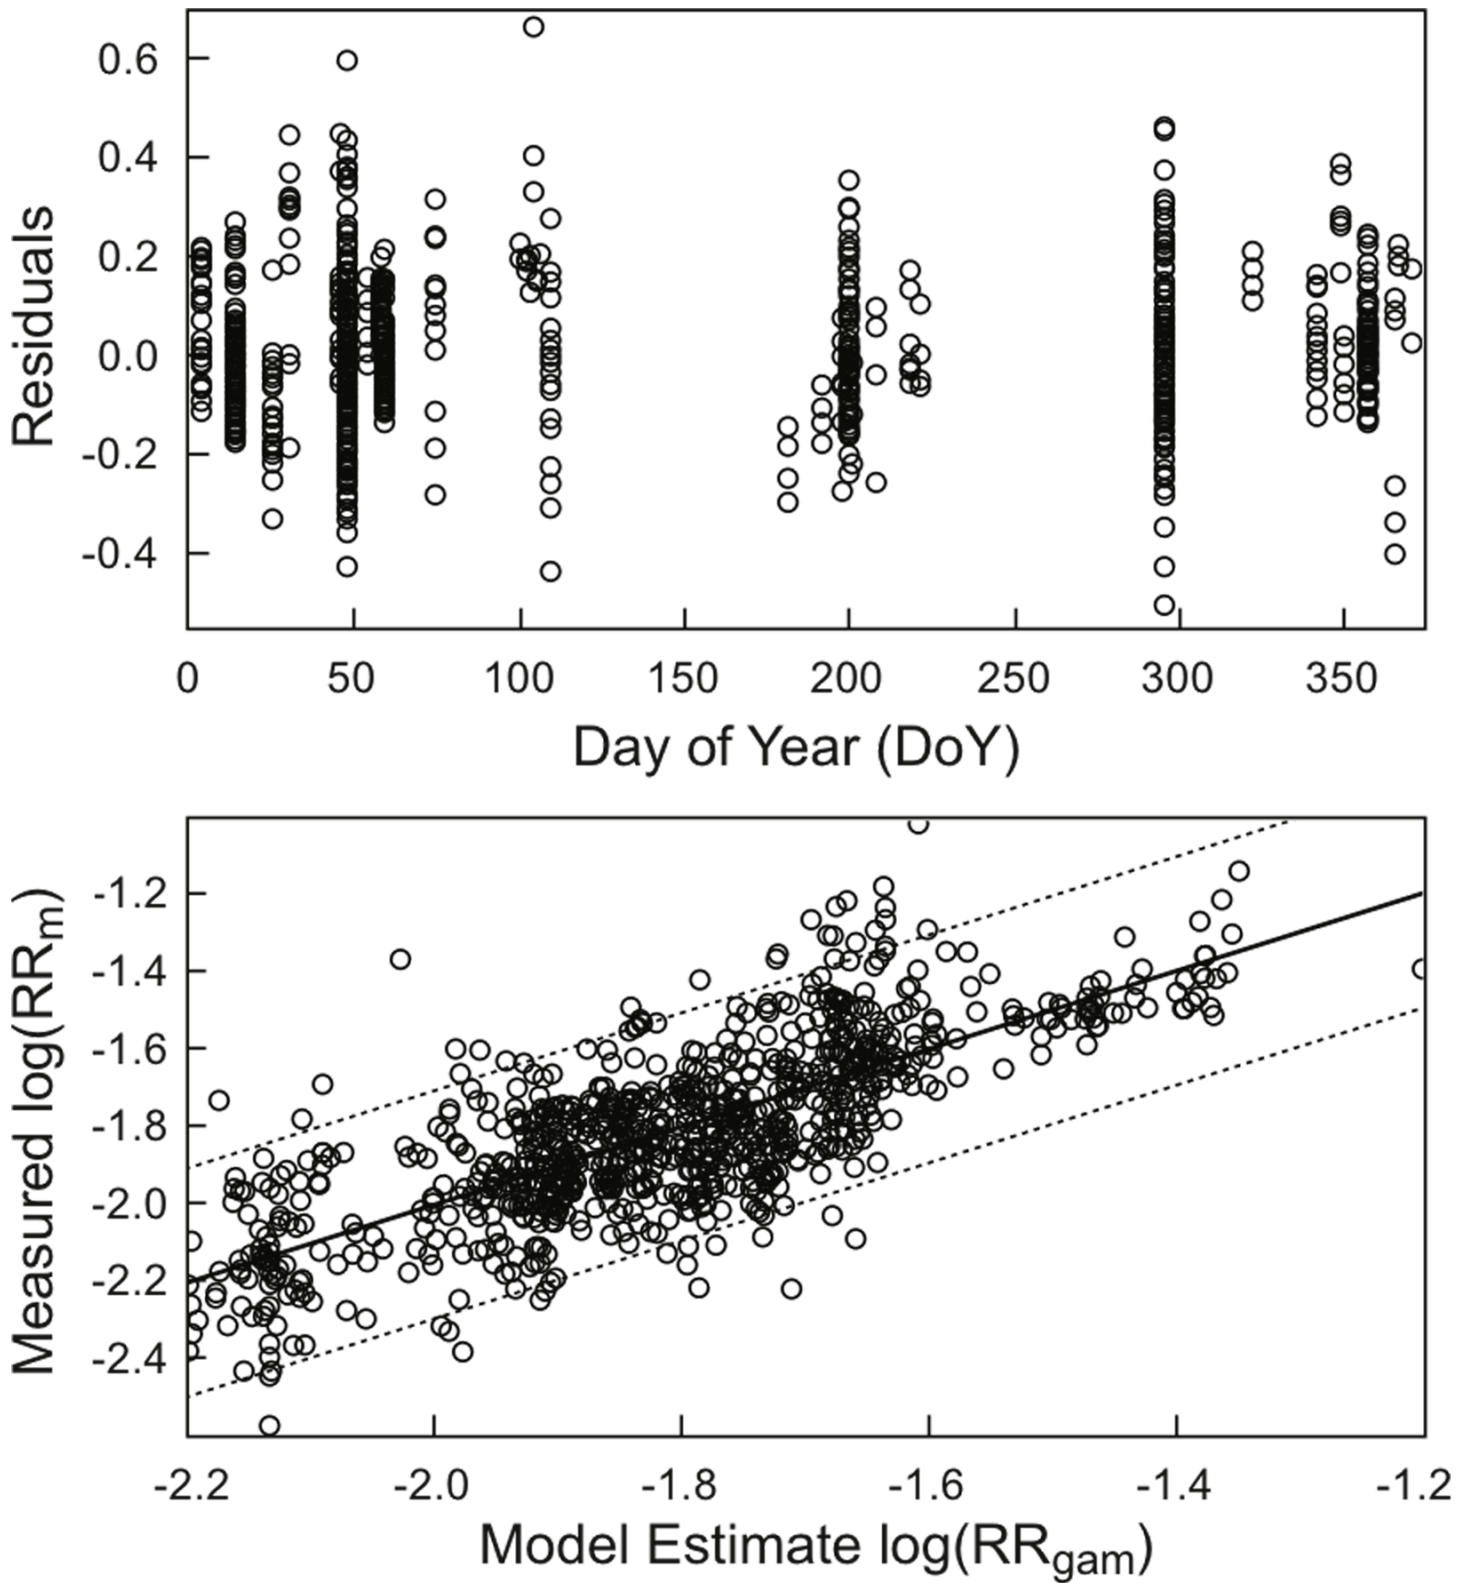 Residuals
0.6
0.4
0.2
0.0
-0.2
-0.4
0 50 100 150 200 250 300 350
Day of Year (DoY)
Measured log(RRm)
-1.2
-1.4
-1.6
-1.8
-2.0
-2.2
-2.4
-2.2 -2.0 -1.8 -1.6 -1.4 -1.2
Model Estimate log(RRgam)